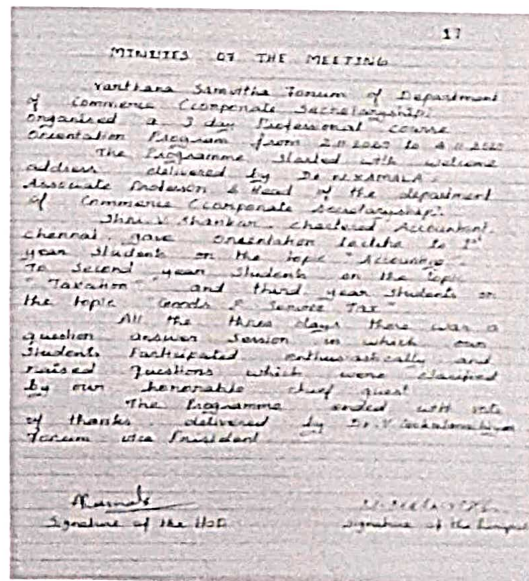 17
MINUTES OF THE MEETING
Vanthana Samitha Forum of Department
of Commerce (Corporate Secretaryship)
Organised a 3 day Professional Course
Orientation Program from 2.11.2020 to 4.11.2020
The Programme Started with welcome
address delivered by Dr.
Associate Professor & Head of the department
of Commerce (Corporate Secretaryship).
Shri. V. Shankar, Chartered Accountant,
Chennai gave Orientation lecture to 1st
year Students on the topic "Accounting"
To Second year Students on the topic
"Taxation" and third year Students on
the topic "Goods & Service Tax"
All the three days there was a
question answer Session in which our
Students Participated enthusiastically and
raised questions which were clarified
by our honorable chief guest
The Programme ended with vote
of thanks delivered by Dr. V.
Forum vice President
Signature of the HOD
Signature of the